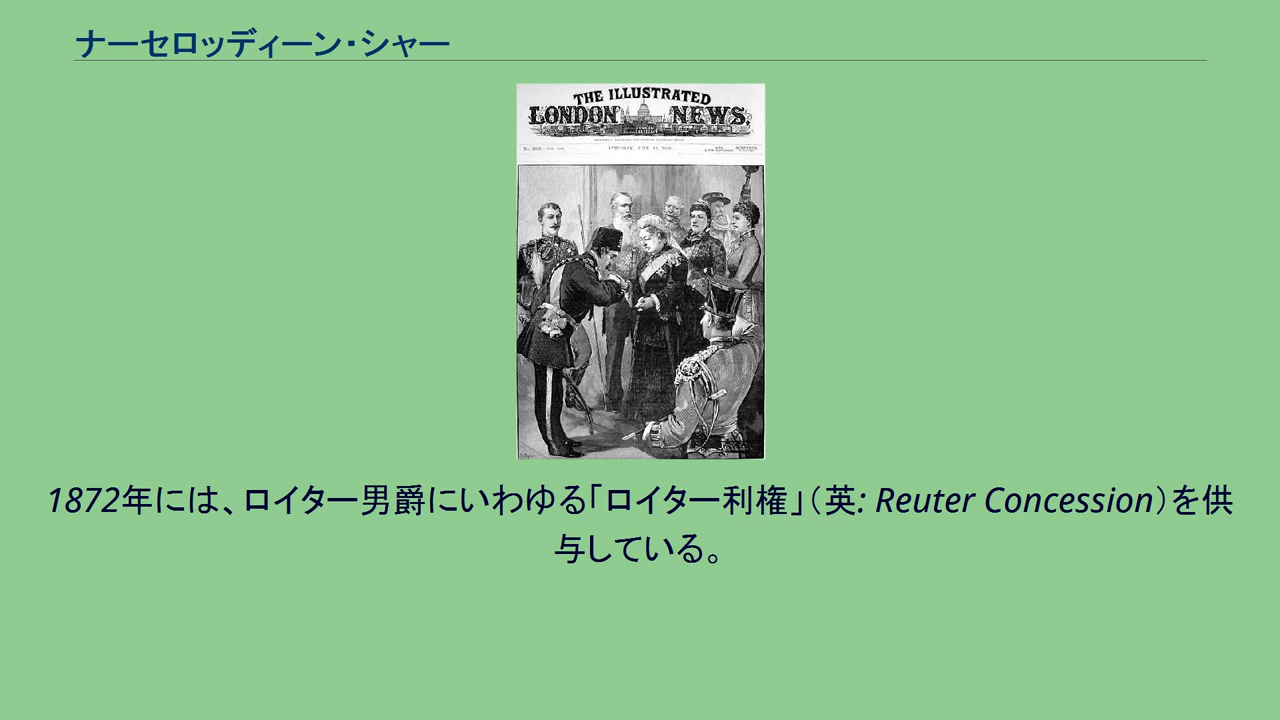 ナーセロッディーン・シャー
THE ILLUSTRATED
LONDON NEWS.
1872年には、ロイター男爵にいわゆる「ロイター利権」（英: Reuter Concession）を供
与している。